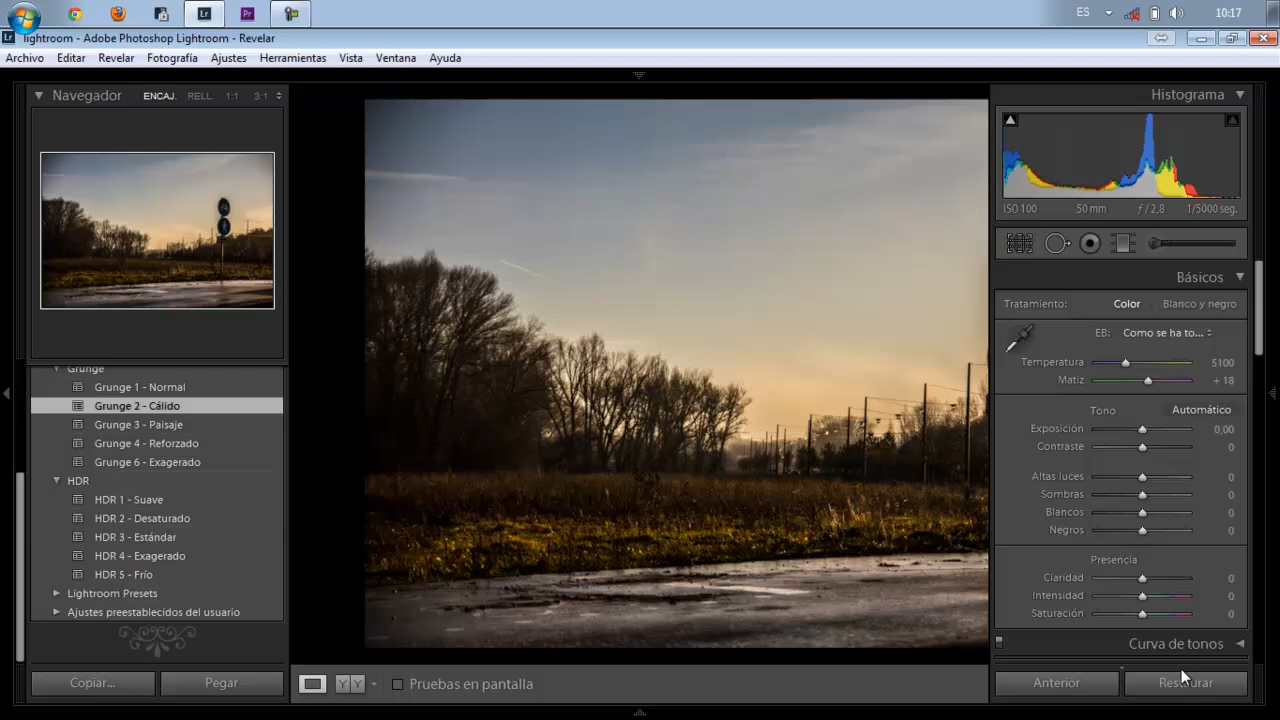 ES
10:17
lightroom - Adobe Photoshop Lightroom - Revelar
Archivo Editar Revelar Fotografía Ajustes Herramientas Vista Ventana Ayuda
Navegador ENCAJ. RELL. 1:1 3:1
Grunge
Grunge 1 - Normal
Grunge 2 - Cálido
Grunge 3 - Paisaje
Grunge 4 - Reforzado
Grunge 6 - Exagerado
HDR
HDR 1 - Suave
HDR 2 - Desaturado
HDR 3 - Estándar
HDR 4 - Exagerado
HDR 5 - Frío
Lightroom Presets
Ajustes preestablecidos del usuario
Copiar... Pegar
Y Y
Pruebas en pantalla
Histograma
ISO 100 50 mm ƒ / 2,8 1/5000 seg.
Básicos
Tratamiento: Color Blanco y negro
EB: Como se ha to...
Temperatura 5100
Matiz + 18
Tono Automático
Exposición 0,00
Contraste 0
Altas luces 0
Sombras 0
Blancos 0
Negros 0
Presencia
Claridad 0
Intensidad 0
Saturación 0
Curva de tonos
Anterior Restaurar
Lr
Pr
Lr